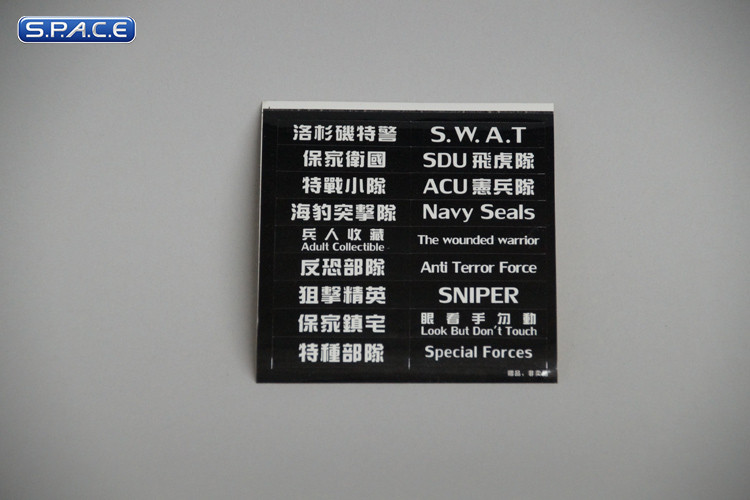 S.P.A.C.E
洛杉磯特警 S.W.A.T
保家衛國 SDU 飛虎隊
特戰小隊 ACU 憲兵隊
海豹突擊隊 Navy Seals
兵人收藏
Adult Collectible
The wounded warrior
反恐部隊 Anti Terror Force
狙擊精英 SNIPER
保家鎮宅
眼看手勿動
Look But Don't Touch
特種部隊 Special Forces